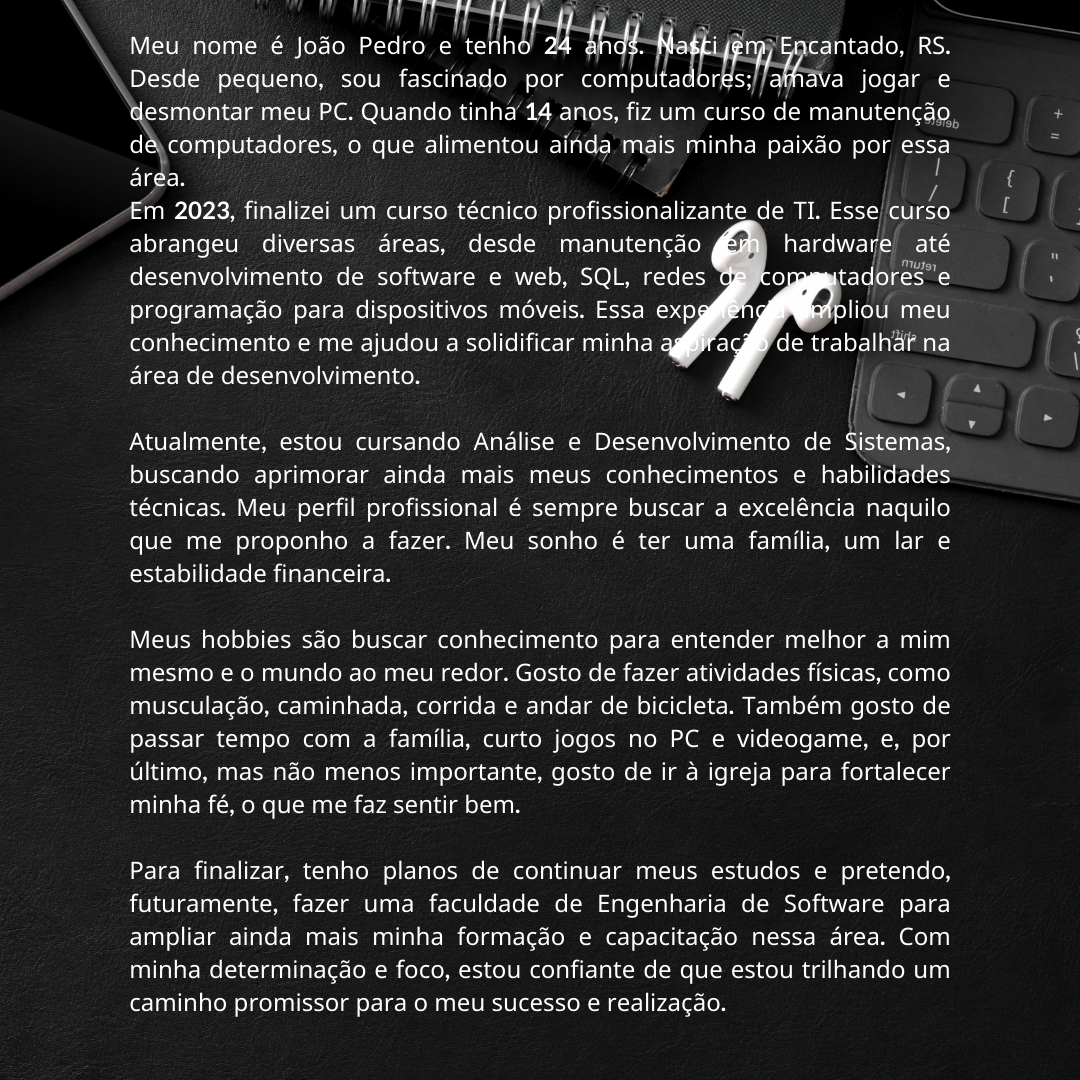 Meu nome é João Pedro e tenho 24 anos. Nasci em Encantado, RS.
Desde pequeno, sou fascinado por computadores; amava jogar e
desmontar meu PC. Quando tinha 14 anos, fiz um curso de manutenção
de computadores, o que alimentou ainda mais minha paixão por essa
área.
Em 2023, finalizei um curso técnico profissionalizante de TI. Esse curso
abrangeu diversas áreas, desde manutenção em hardware até
desenvolvimento de software e web, SQL, redes de computadores e
programação para dispositivos móveis. Essa experiência ampliou meu
conhecimento e me ajudou a solidificar minha aspiração de trabalhar na
área de desenvolvimento.
Atualmente, estou cursando Análise e Desenvolvimento de Sistemas,
buscando aprimorar ainda mais meus conhecimentos e habilidades
técnicas. Meu perfil profissional é sempre buscar a excelência naquilo
que me proponho a fazer. Meu sonho é ter uma família, um lar e
estabilidade financeira.
Meus hobbies são buscar conhecimento para entender melhor a mim
mesmo e o mundo ao meu redor. Gosto de fazer atividades físicas, como
musculação, caminhada, corrida e andar de bicicleta. Também gosto de
passar tempo com a família, curto jogos no PC e videogame, e, por
último, mas não menos importante, gosto de ir à igreja para fortalecer
minha fé, o que me faz sentir bem.
Para finalizar, tenho planos de continuar meus estudos e pretendo,
futuramente, fazer uma faculdade de Engenharia de Software para
ampliar ainda mais minha formação e capacitação nessa área. Com
minha determinação e foco, estou confiante de que estou trilhando um
caminho promissor para o meu sucesso e realização.
delete
return
shift